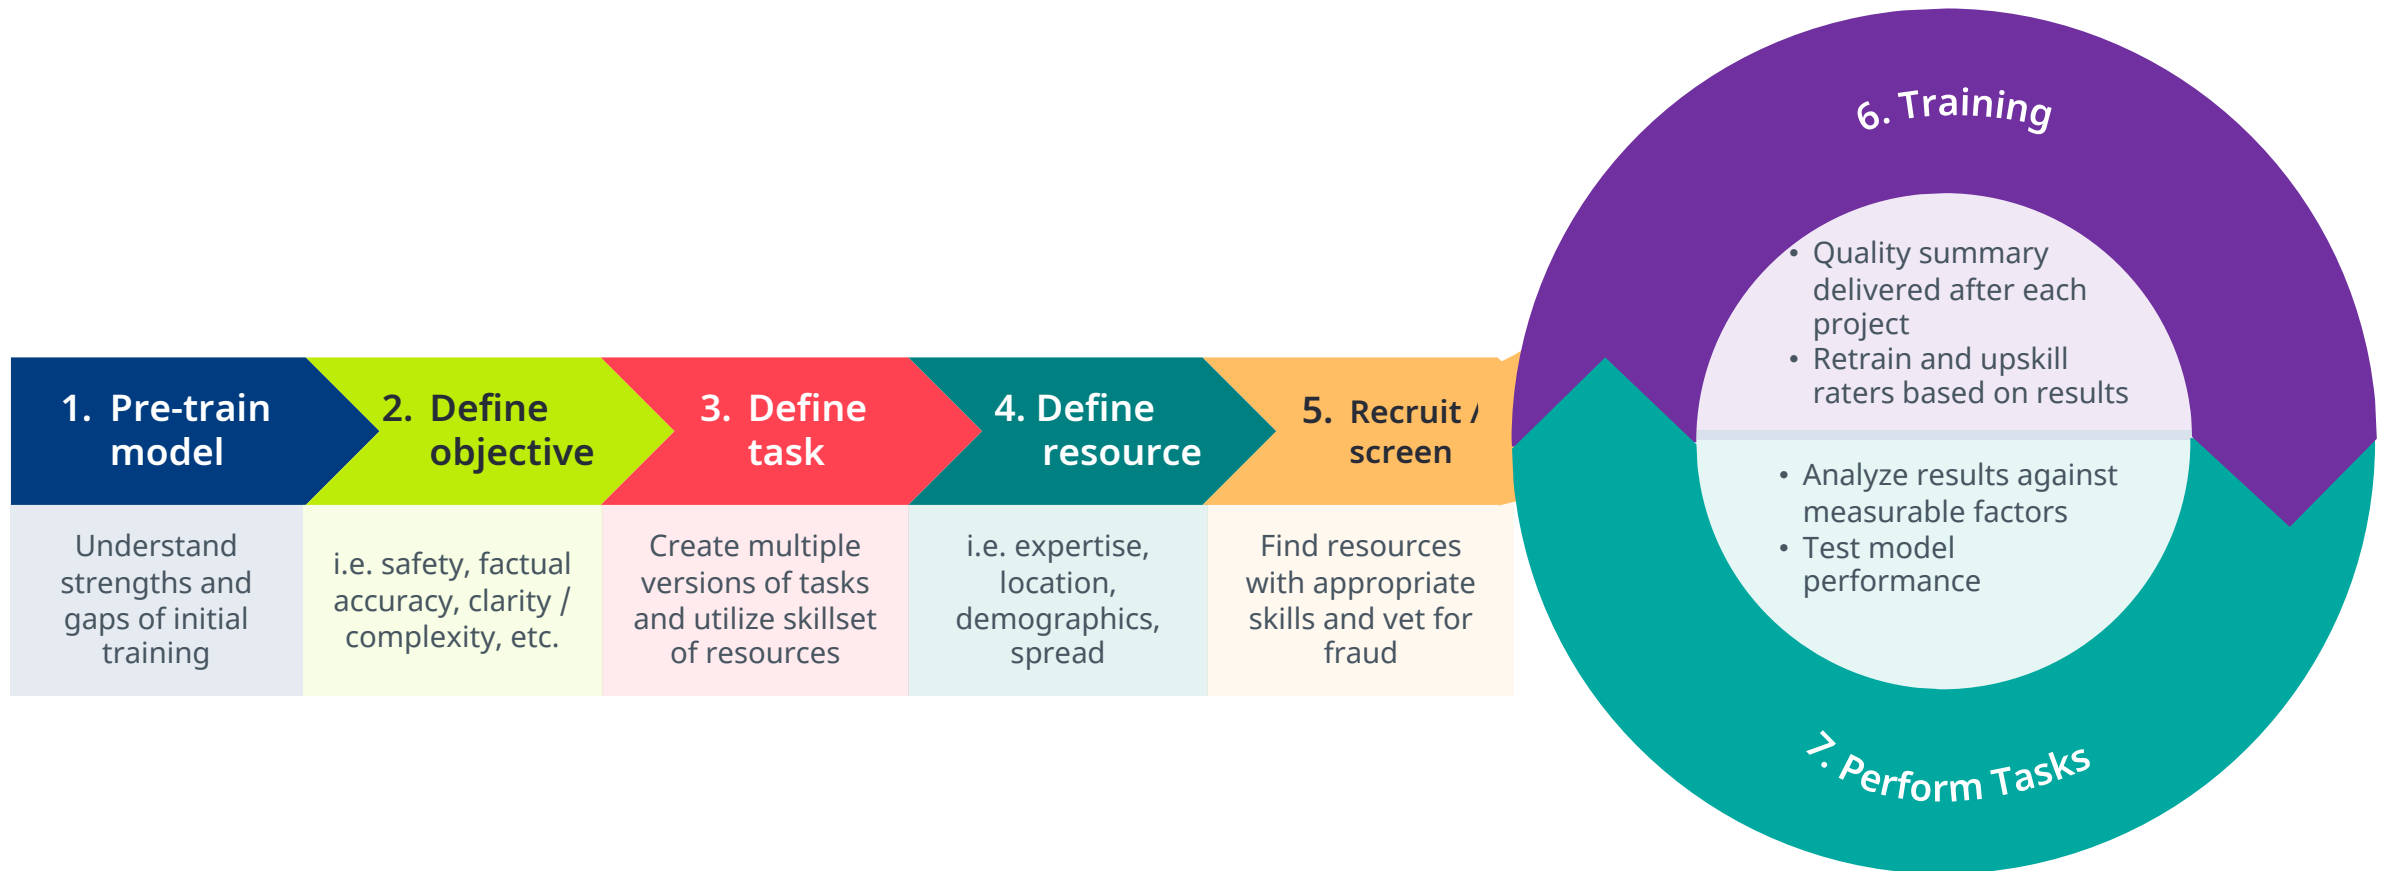 1. Pre-train
model
2. Define
objective
3. Define
task
4. Define
resource
5. Recruit /
screen
Understand
strengths and
gaps of initial
training
i.e. safety, factual
accuracy, clarity /
complexity, etc.
Create multiple
versions of tasks
and utilize skillset
of resources
i.e. expertise,
location,
demographics,
spread
Find resources
with appropriate
skills and vet for
fraud
6. Training
• Quality summary
delivered after each
project
• Retrain and upskill
raters based on results
• Analyze results against
measurable factors
• Test model
performance
7. Perform Tasks